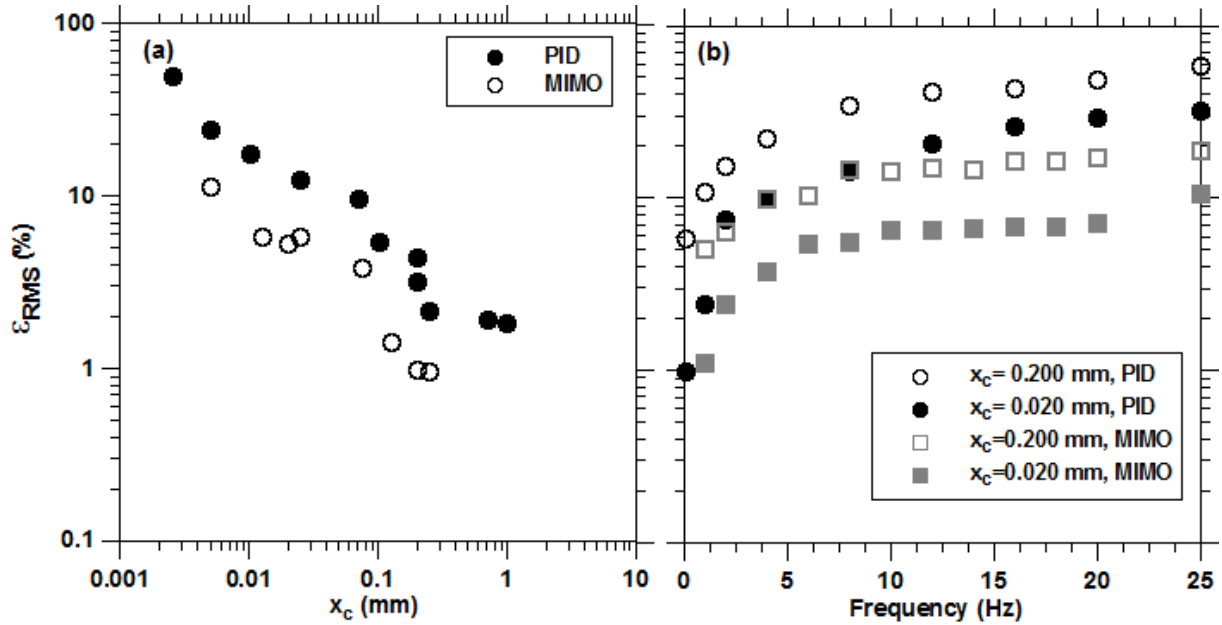 (a)
PID
MIMO
100
10
1
0.1
εRMS (%)
0.001
0.01
0.1
1
10
xc (mm)
(b)
xc= 0.200 mm, PID
xc= 0.020 mm, PID
xc=0.200 mm, MIMO
xc=0.020 mm, MIMO
0
5
10
15
20
25
Frequency (Hz)